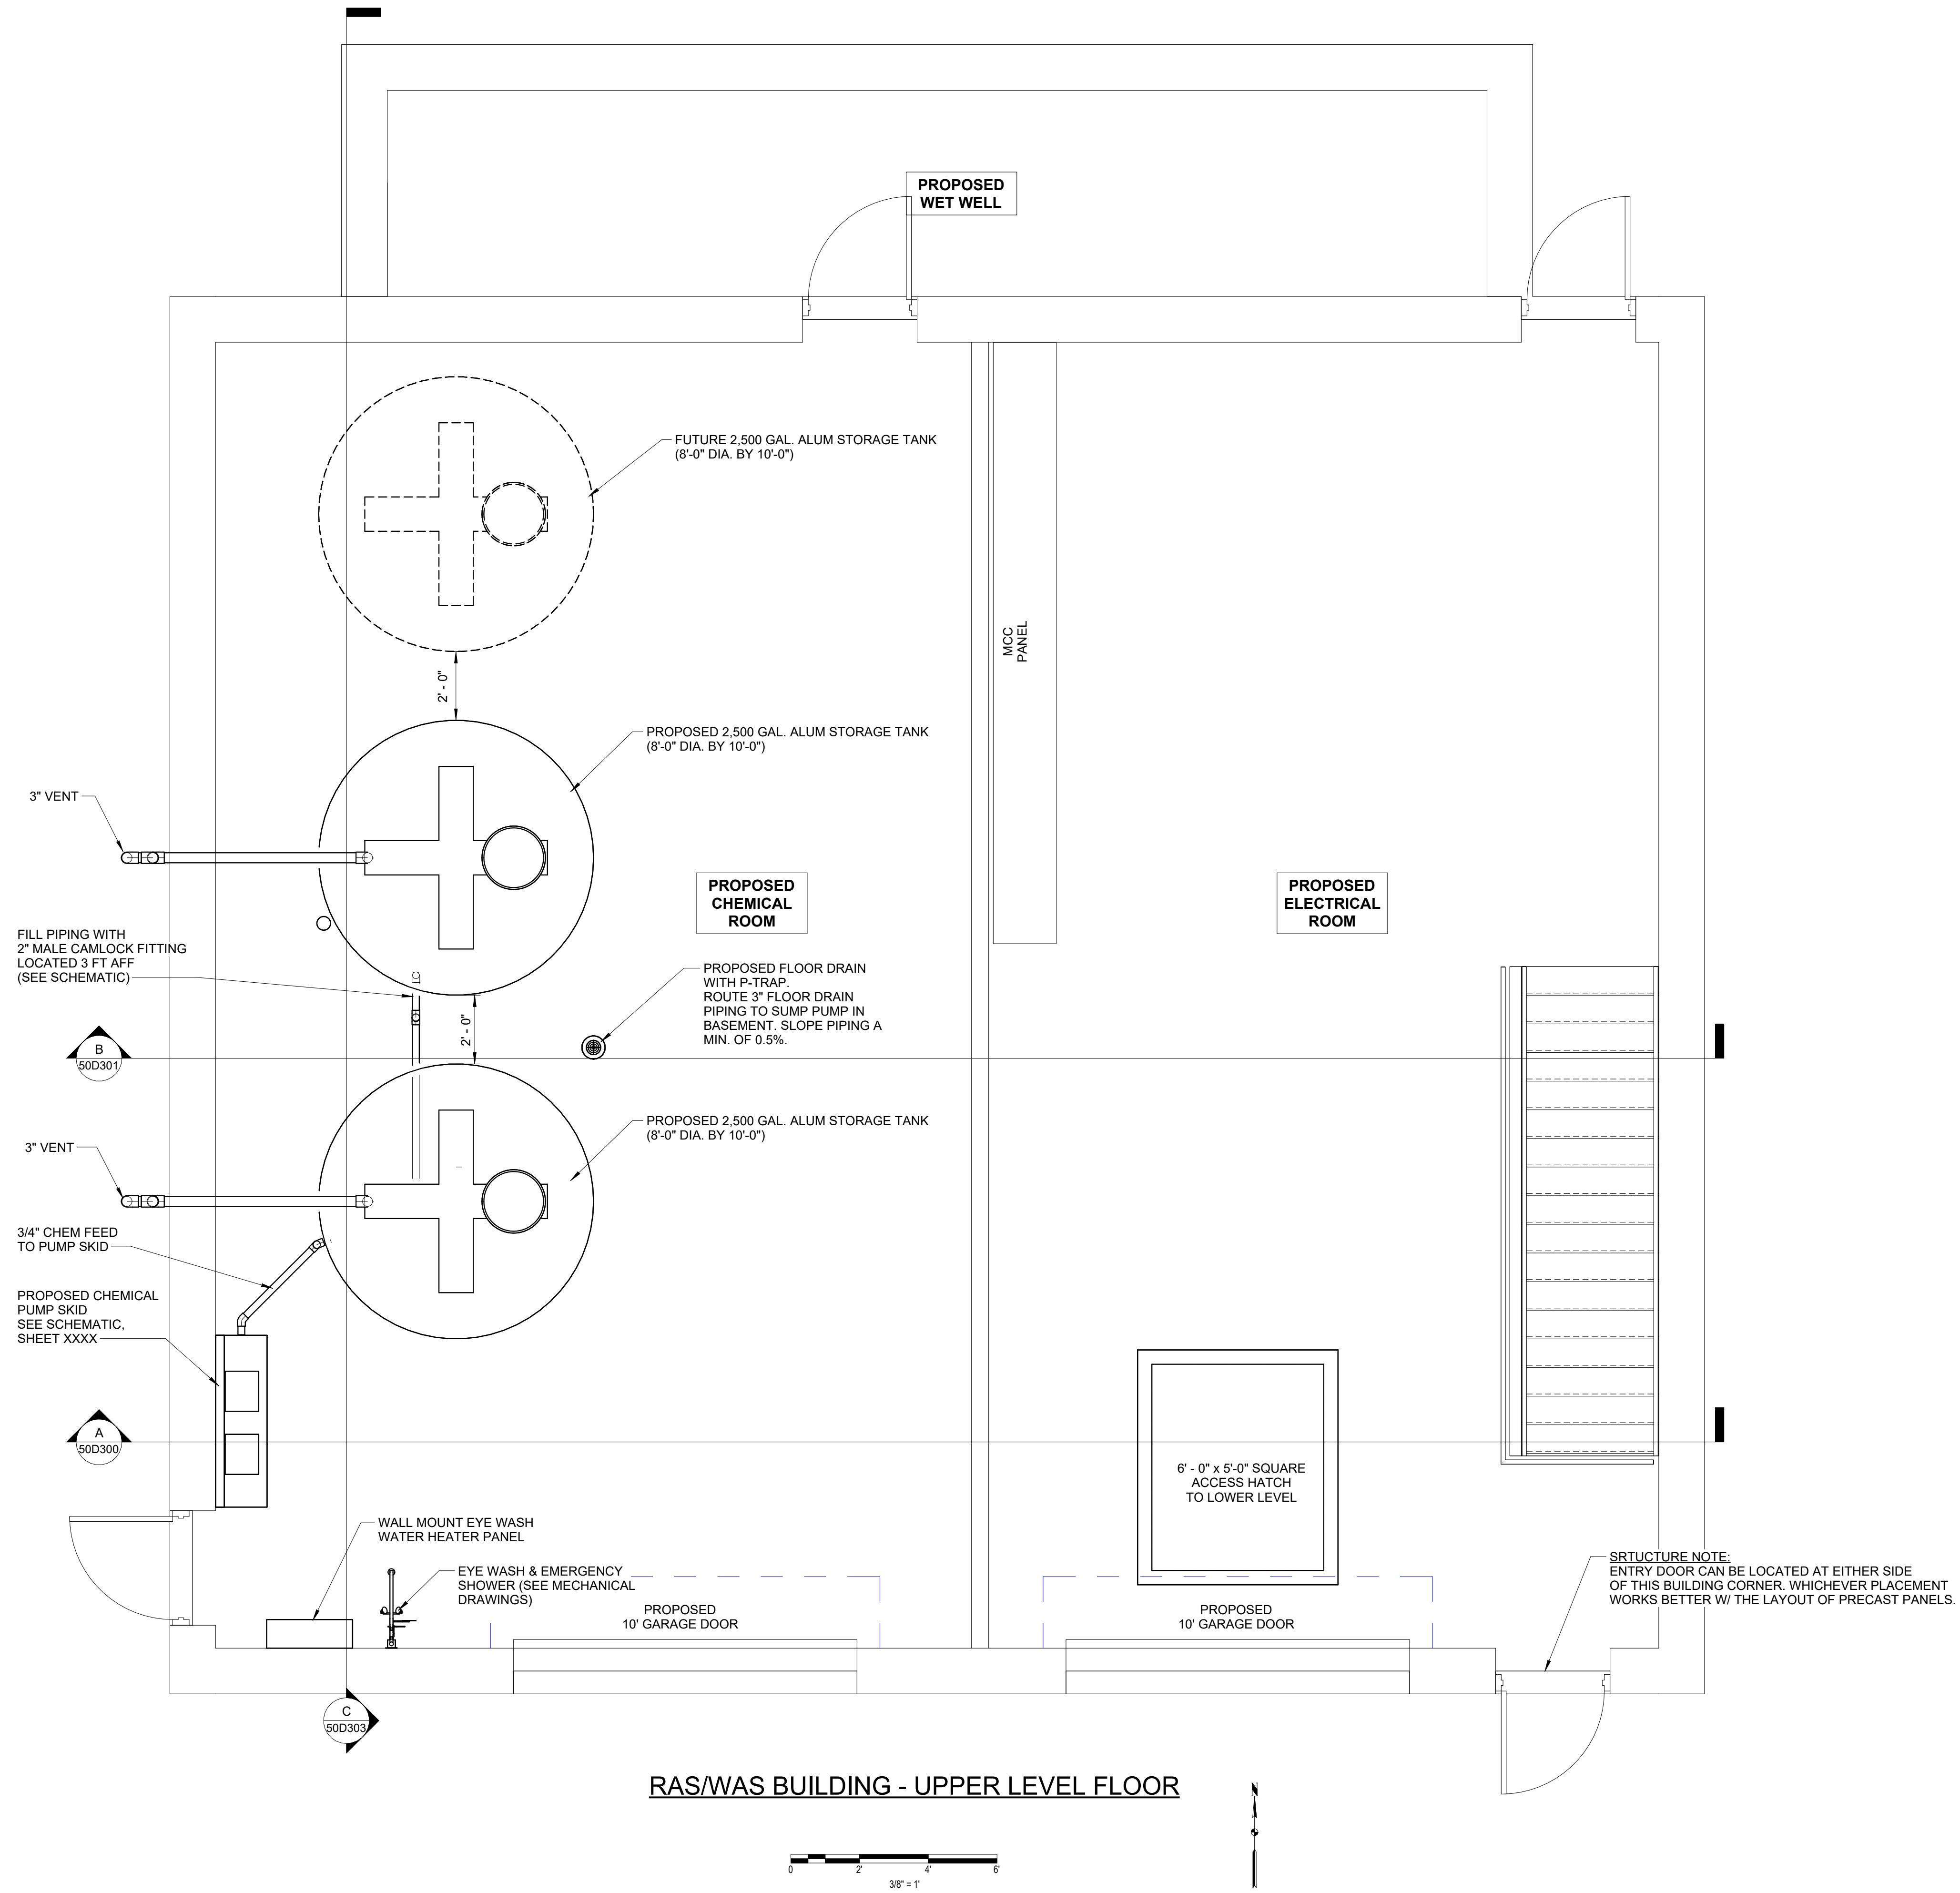 PROPOSED
WET WELL
FUTURE 2,500 GAL. ALUM STORAGE TANK
(8'-0" DIA. BY 10'-0")
MCC
PANEL
2' - 0"
PROPOSED 2,500 GAL. ALUM STORAGE TANK
(8'-0" DIA. BY 10'-0")
3" VENT
PROPOSED
CHEMICAL
ROOM
PROPOSED
ELECTRICAL
ROOM
FILL PIPING WITH
2" MALE CAMLOCK FITTING
LOCATED 3 FT AFF
(SEE SCHEMATIC)
PROPOSED FLOOR DRAIN
WITH P-TRAP.
ROUTE 3" FLOOR DRAIN
PIPING TO SUMP PUMP IN
BASEMENT. SLOPE PIPING A
MIN. OF 0.5%.
2' - 0"
B
50D301
PROPOSED 2,500 GAL. ALUM STORAGE TANK
(8'-0" DIA. BY 10'-0")
3" VENT
3/4" CHEM FEED
TO PUMP SKID
PROPOSED CHEMICAL
PUMP SKID
SEE SCHEMATIC,
SHEET XXXX
A
50D300
6' - 0" x 5'-0" SQUARE
ACCESS HATCH
TO LOWER LEVEL
WALL MOUNT EYE WASH
WATER HEATER PANEL
EYE WASH & EMERGENCY
SHOWER (SEE MECHANICAL
DRAWINGS)
PROPOSED
10' GARAGE DOOR
PROPOSED
10' GARAGE DOOR
SRTUCTURE NOTE:
ENTRY DOOR CAN BE LOCATED AT EITHER SIDE
OF THIS BUILDING CORNER. WHICHEVER PLACEMENT
WORKS BETTER W/ THE LAYOUT OF PRECAST PANELS.
C
50D303
RAS/WAS BUILDING - UPPER LEVEL FLOOR
N
0 2' 4' 6'
3/8" = 1'